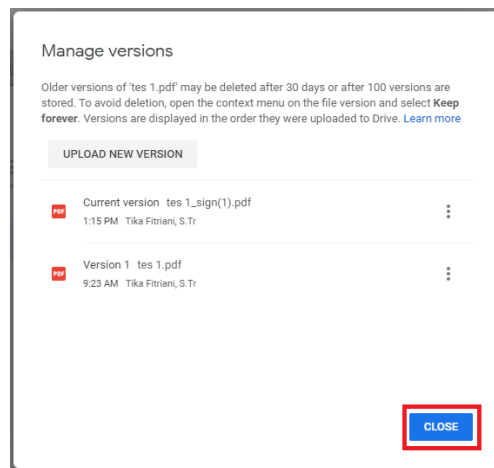 Manage versions
Older versions of 'tes 1.pdf' may be deleted after 30 days or after 100 versions are
stored. To avoid deletion, open the context menu on the file version and select Keep
forever. Versions are displayed in the order they were uploaded to Drive. Learn more
UPLOAD NEW VERSION
PDF Current version tes 1_sign(1).pdf
1:15 PM Tika Fitriani, S.Tr
PDF Version 1 tes 1.pdf
9:23 AM Tika Fitriani, S.Tr
CLOSE